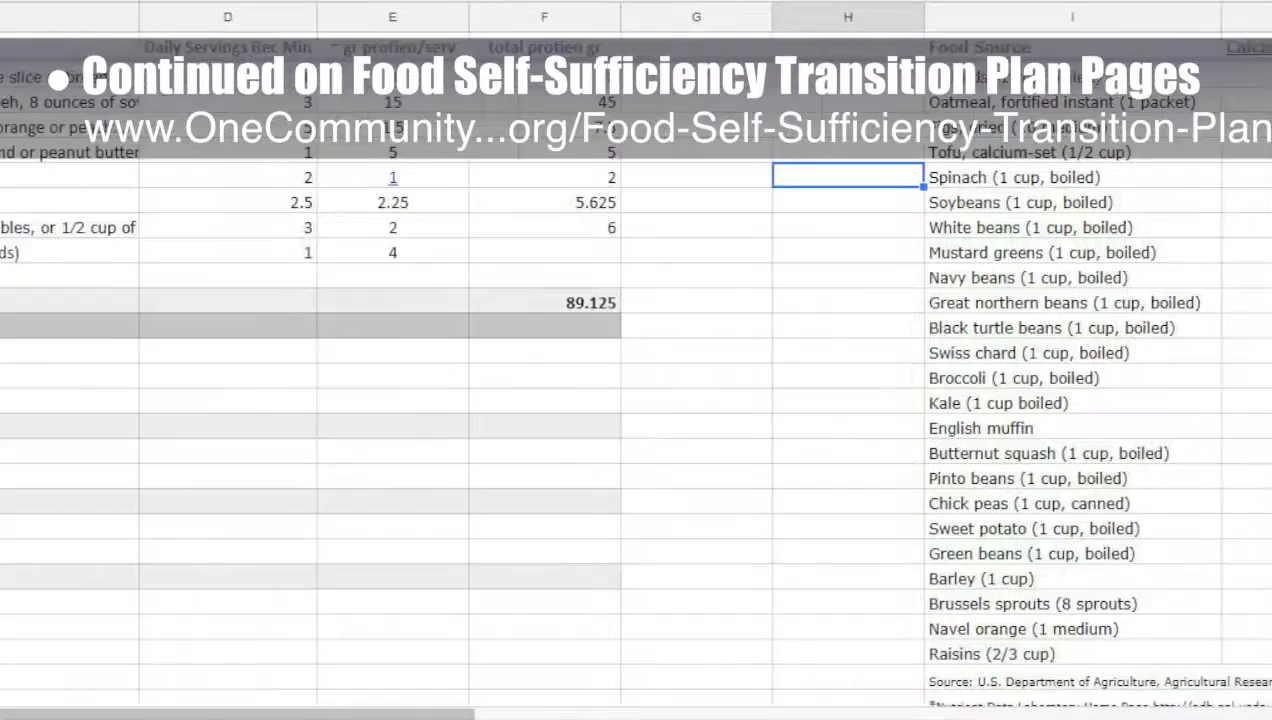 D E F G H I
Daily Servings Rec Min gr protien/serv total protien gr Food Source
• Continued on Food Self-Sufficiency Transition Plan Pages
e slice
eh, 8 ounces of so 3 15 45 Oatmeal, fortified instant (1 packet)
www.OneCommunity...org/Food-Self-Sufficiency-Transition-Plan
orange or
nd or peanut butter 1 5 5 Tofu, calcium-set (1/2 cup)
2 1 2 Spinach (1 cup, boiled)
2.5 2.25 5.625 Soybeans (1 cup, boiled)
bles, or 1/2 cup of 3 2 6 White beans (1 cup, boiled)
ds) 1 4 Mustard greens (1 cup, boiled)
Navy beans (1 cup, boiled)
89.125 Great northern beans (1 cup, boiled)
Black turtle beans (1 cup, boiled)
Swiss chard (1 cup, boiled)
Broccoli (1 cup, boiled)
Kale (1 cup boiled)
English muffin
Butternut squash (1 cup, boiled)
Pinto beans (1 cup, boiled)
Chick peas (1 cup, canned)
Sweet potato (1 cup, boiled)
Green beans (1 cup, boiled)
Barley (1 cup)
Brussels sprouts (8 sprouts)
Navel orange (1 medium)
Raisins (2/3 cup)
Source: U.S. Department of Agriculture, Agricultural Resear